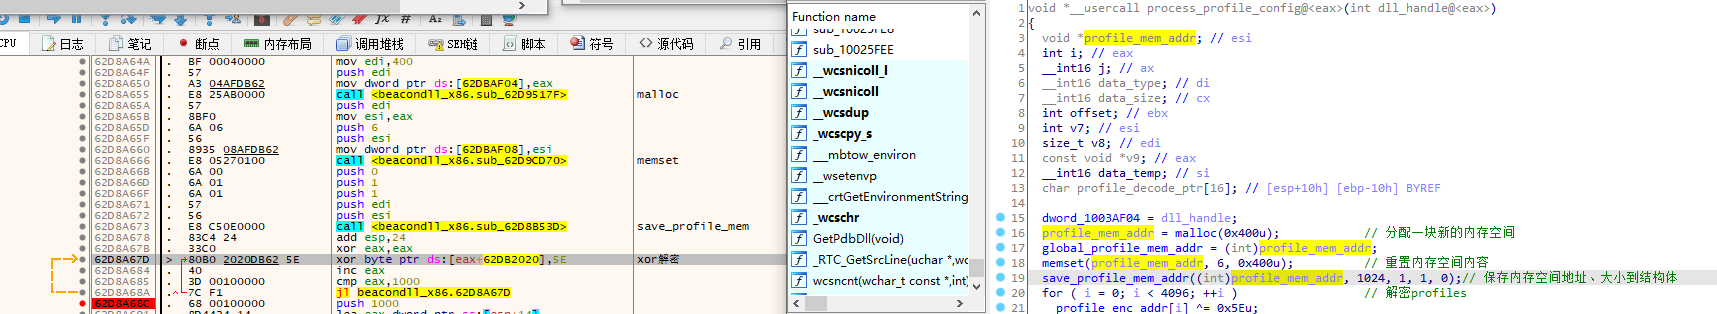 CPU 日志 笔记 断点 内存布局 调用堆栈 SEH链 脚本 符号 源代码 引用
62D8A64A . BF 00040000 mov edi,400
62D8A64F . 57 push edi
62D8A650 . A3 04AFDB62 mov dword ptr ds:[62DBAF04],eax
62D8A655 . E8 25AB0000 call <beacondll_x86.sub_62D9517F> malloc
62D8A65A . 57 push edi
62D8A65B . 8BF0 mov esi,eax
62D8A65D . 6A 06 push 6
62D8A65F . 56 push esi
62D8A660 . 8935 08AFDB62 mov dword ptr ds:[62DBAF08],esi
62D8A666 . E8 05270100 call <beacondll_x86.sub_62D9CD70> memset
62D8A66B . 6A 00 push 0
62D8A66D . 6A 01 push 1
62D8A66F . 6A 01 push 1
62D8A671 . 57 push edi
62D8A672 . 56 push esi
62D8A673 . E8 C50E0000 call <beacondll_x86.sub_62D8B53D> save_profile_mem
62D8A678 . 83C4 24 add esp,24
62D8A67B . 33C0 xor eax,eax
62D8A67D > 80B0 2020DB62 5E xor byte ptr ds:[eax+62DB2020],5E xor解密
62D8A684 . 40 inc eax
62D8A685 . 3D 00100000 cmp eax,1000
62D8A68A . 7C F1 jl beacondll_x86.62D8A67D
62D8A68C . 68 00100000 push 1000
Function name
sub_10025FE8
sub_10025FEE
__wcsnicoll_l
__wcsnicoll
__wcsdup
_wcscpy_s
___mbtow_environ
__wsetenvp
___crtGetEnvironmentString
_wcschr
GetPdbDll(void)
_RTC_GetSrcLine(uchar *,wc
wcsncnt(wchar_t const *,int)
1 void *__usercall process_profile_config@<eax>(int dll_handle@<eax>)
2 {
3 void *profile_mem_addr; // esi
4 int i; // eax
5 __int16 j; // ax
6 __int16 data_type; // di
7 __int16 data_size; // cx
8 int offset; // ebx
9 int v7; // esi
10 size_t v8; // edi
11 const void *v9; // eax
12 __int16 data_temp; // si
13 char profile_decode_ptr[16]; // [esp+10h] [ebp-10h] BYREF
14
15 dword_1003AF04 = dll_handle;
16 profile_mem_addr = malloc(0x400u); // 分配一块新的内存空间
17 global_profile_mem_addr = (int)profile_mem_addr;
18 memset(profile_mem_addr, 6, 0x400u); // 重置内存空间内容
19 save_profile_mem_addr((int)profile_mem_addr, 1024, 1, 1, 0);// 保存内存空间地址、大小到结构体
20 for ( i = 0; i < 4096; ++i ) // 解密profiles
21 profile_enc_addr[i] ^= 0x5Eu;